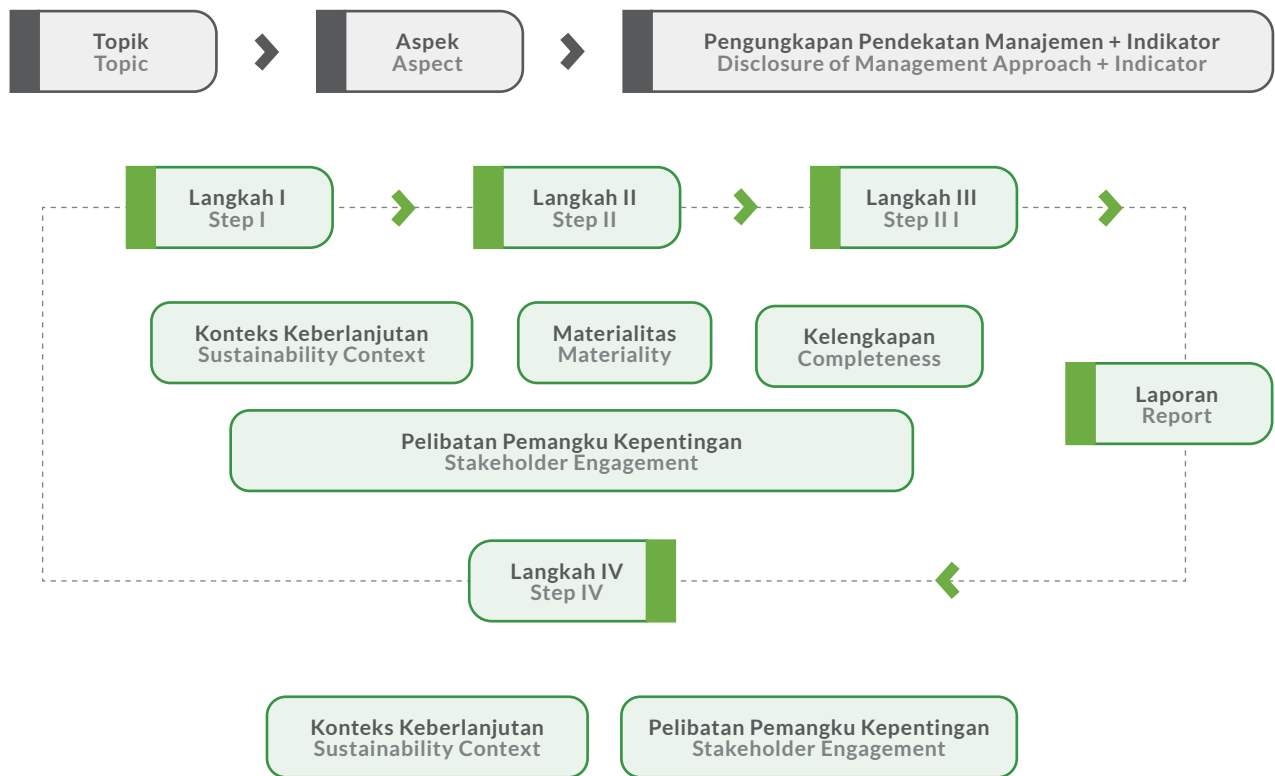 Topik
Topic
Aspek
Aspect
Pengungkapan Pendekatan Manajemen + Indikator
Disclosure of Management Approach + Indicator
Langkah I
Step I
Langkah II
Step II
Langkah III
Step II I
Konteks Keberlanjutan
Sustainability Context
Materialitas
Materiality
Kelengkapan
Completeness
Laporan
Report
Pelibatan Pemangku Kepentingan
Stakeholder Engagement
Langkah IV
Step IV
Konteks Keberlanjutan
Sustainability Context
Pelibatan Pemangku Kepentingan
Stakeholder Engagement